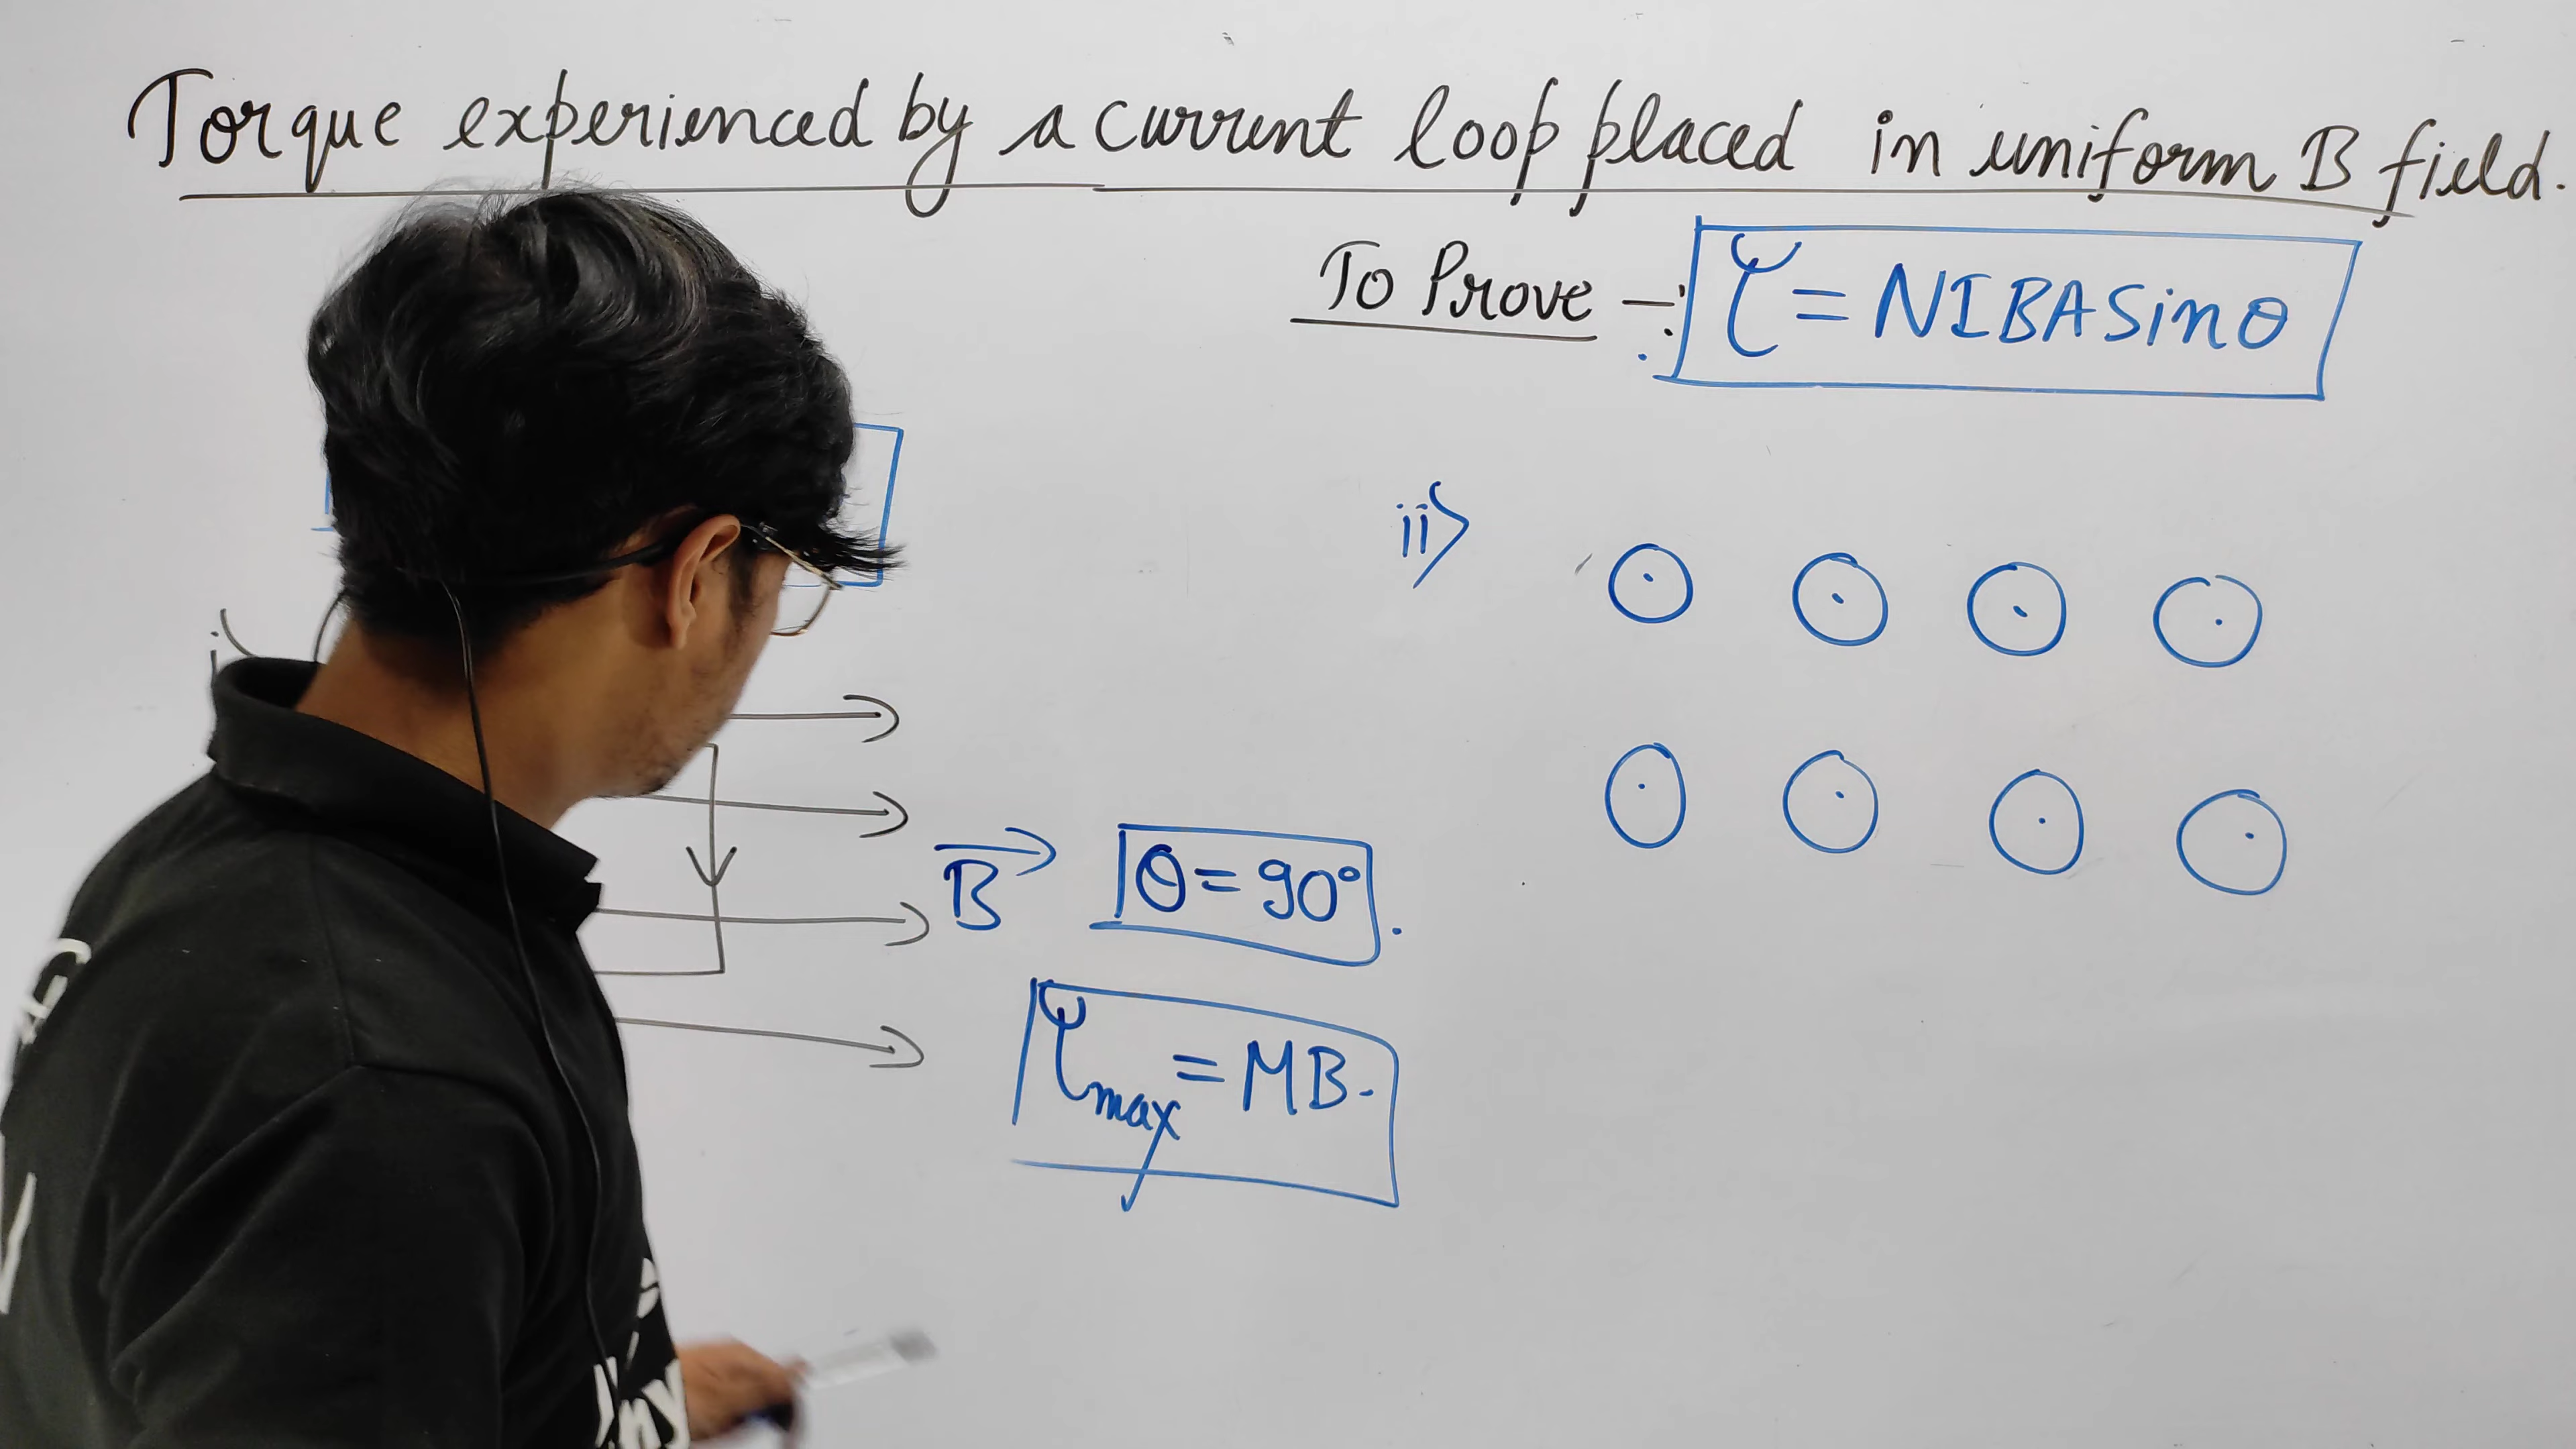 Torque experienced by a current loop placed in uniform B field.
To Prove –: τ = NIBA Sinθ
ii>
i
B θ = 90° .
τmax = MB.